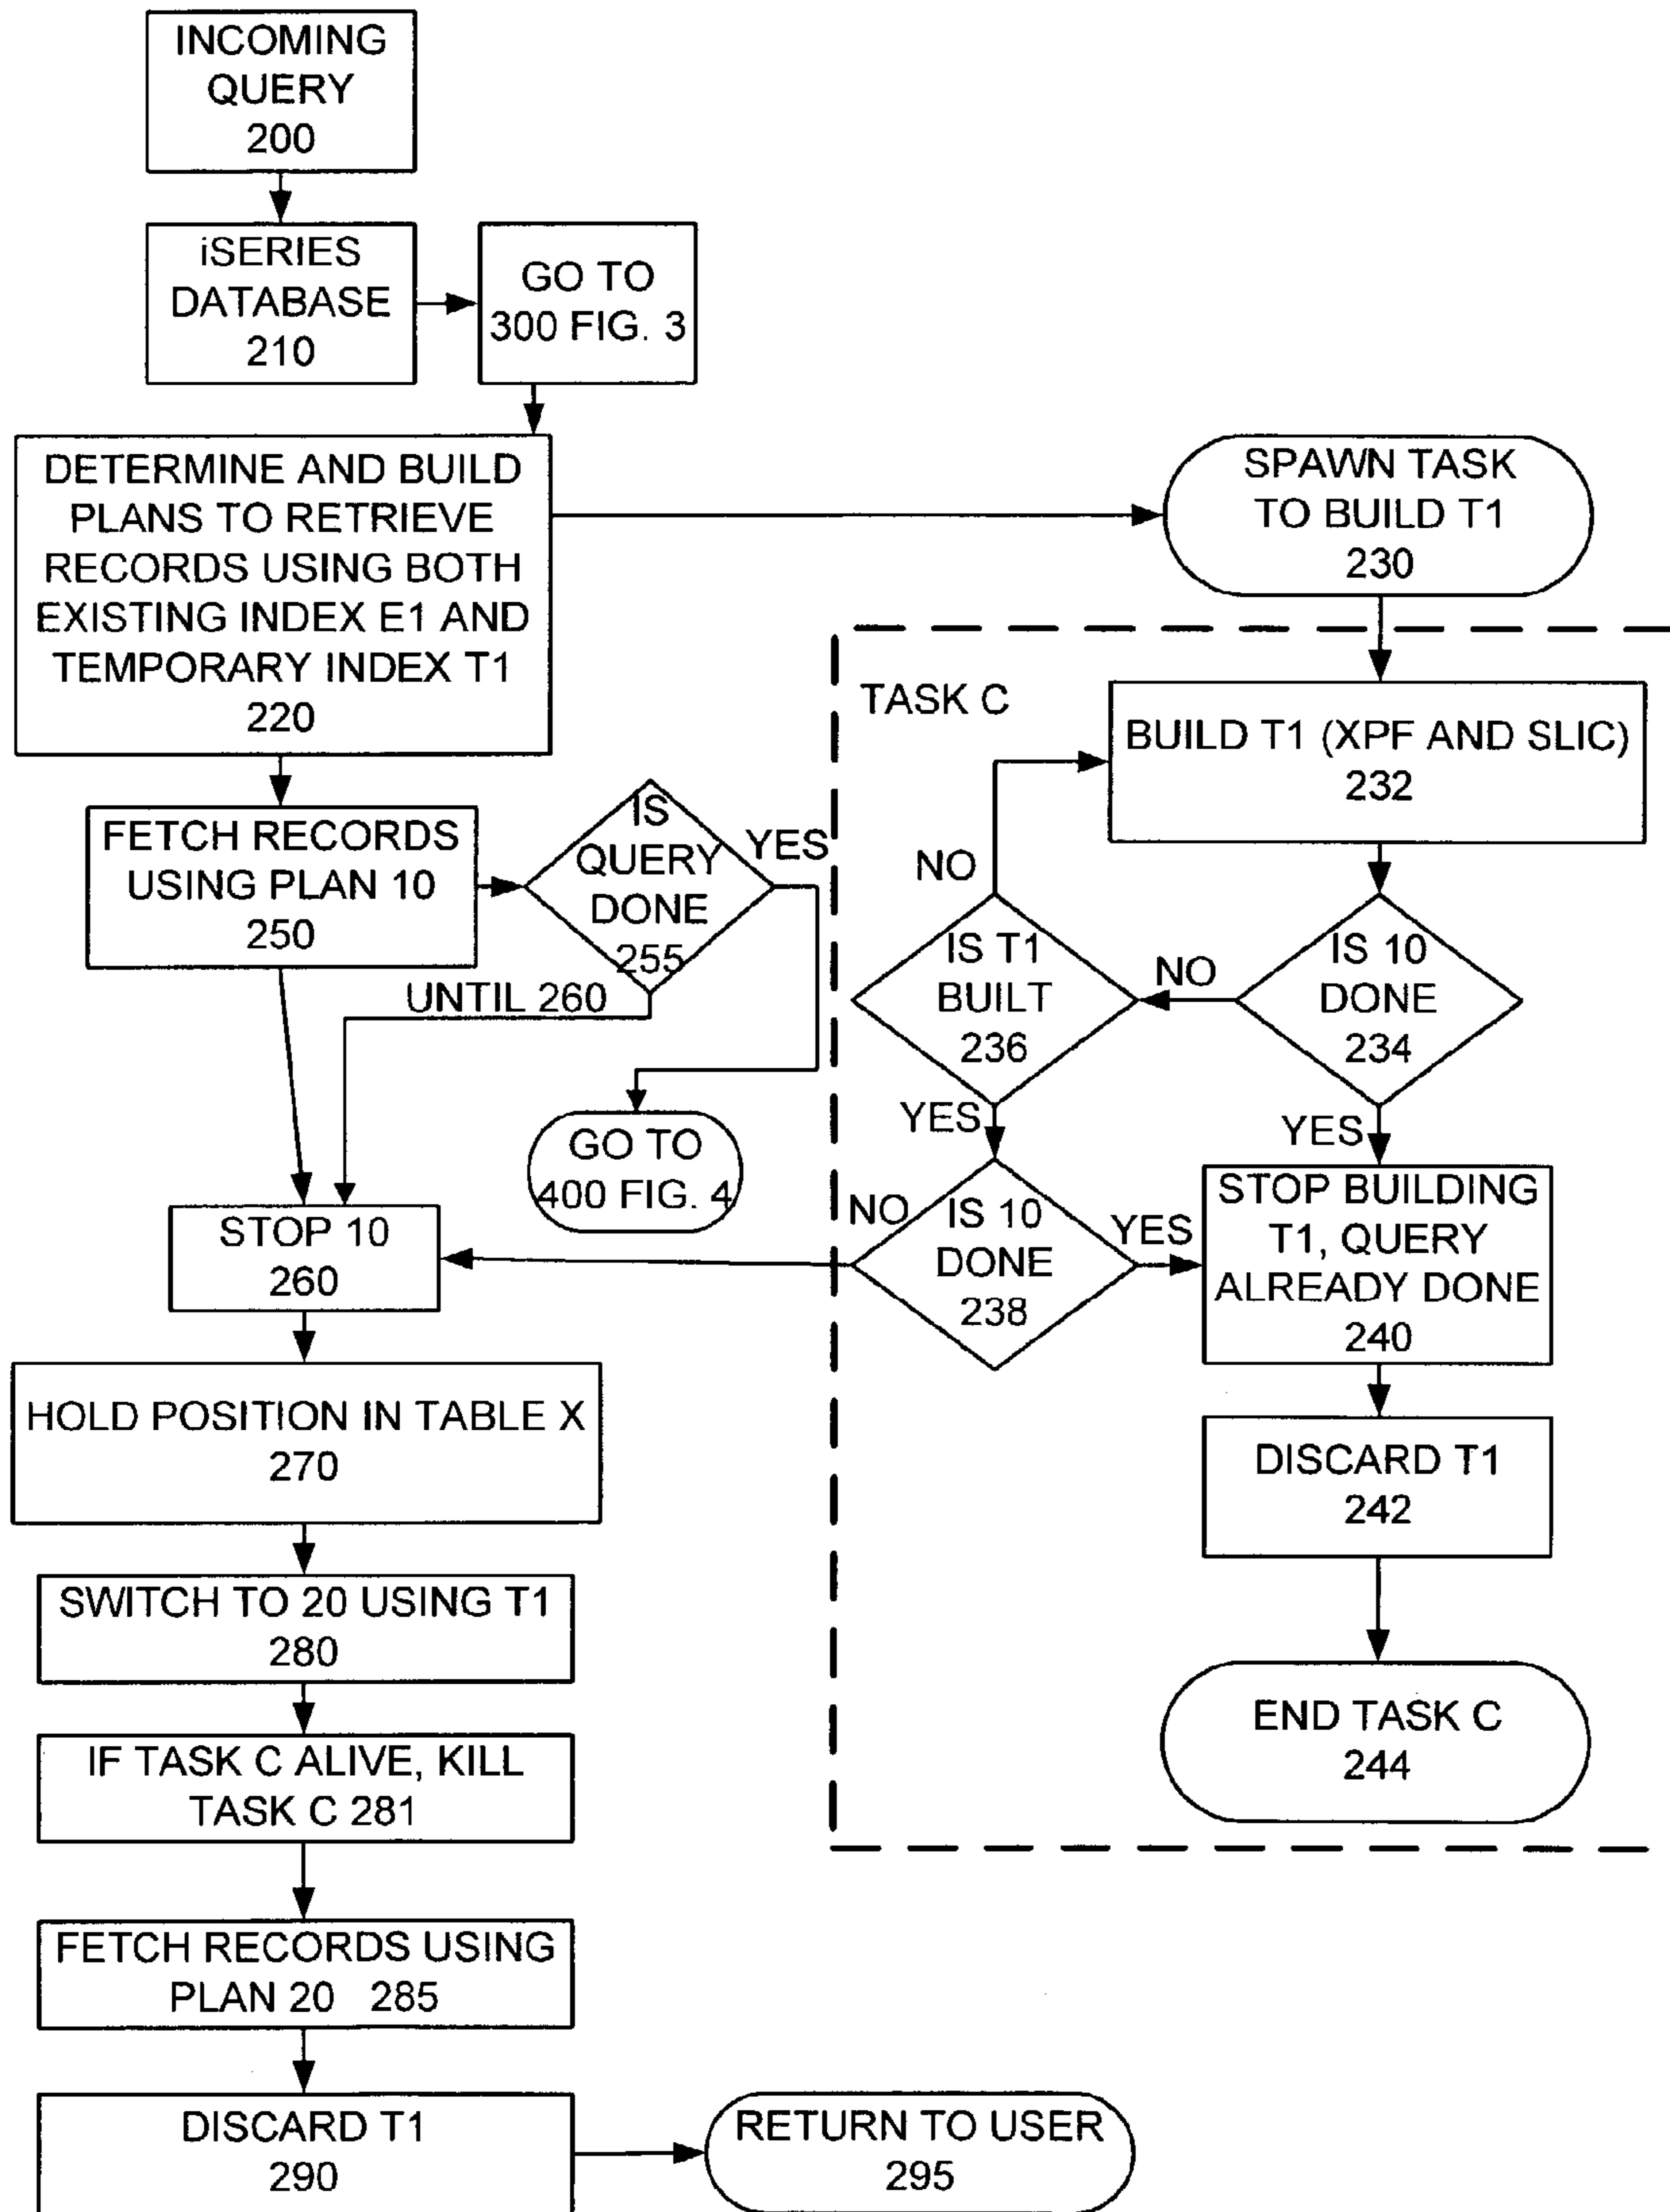 INCOMING
QUERY
200
iSERIES
DATABASE
210
GO TO
300 FIG. 3
DETERMINE AND BUILD
PLANS TO RETRIEVE
RECORDS USING BOTH
EXISTING INDEX E1 AND
TEMPORARY INDEX T1
220
SPAWN TASK
TO BUILD T1
230
TASK C
BUILD T1 (XPF AND SLIC)
232
FETCH RECORDS
USING PLAN 10
250
IS
QUERY
DONE
255
YES
UNTIL 260
GO TO
400 FIG. 4
NO
IS T1
BUILT
236
NO
IS 10
DONE
234
YES
YES
STOP 10
260
NO
IS 10
DONE
238
YES
STOP BUILDING
T1, QUERY
ALREADY DONE
240
HOLD POSITION IN TABLE X
270
DISCARD T1
242
SWITCH TO 20 USING T1
280
END TASK C
244
IF TASK C ALIVE, KILL
TASK C 281
FETCH RECORDS USING
PLAN 20 285
DISCARD T1
290
RETURN TO USER
295